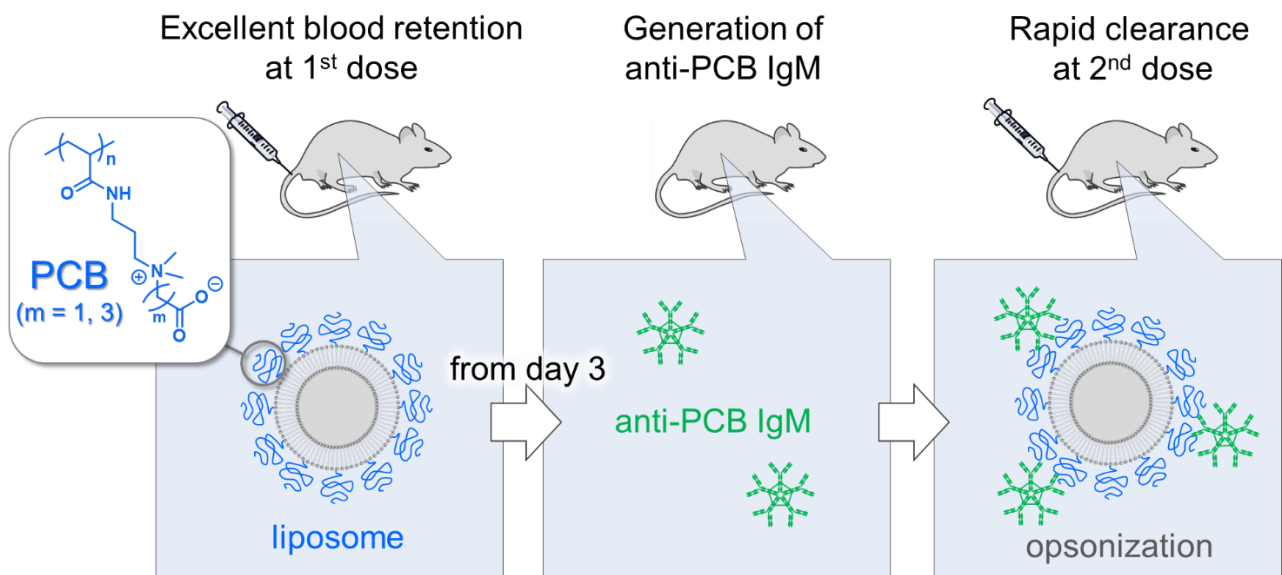 Excellent blood retention
at 1st dose
Generation of
anti-PCB IgM
Rapid clearance
at 2nd dose
n
O
NH
N
⊕
m
O
⊖
O
PCB
(m = 1, 3)
liposome
from day 3
anti-PCB IgM
opsonization